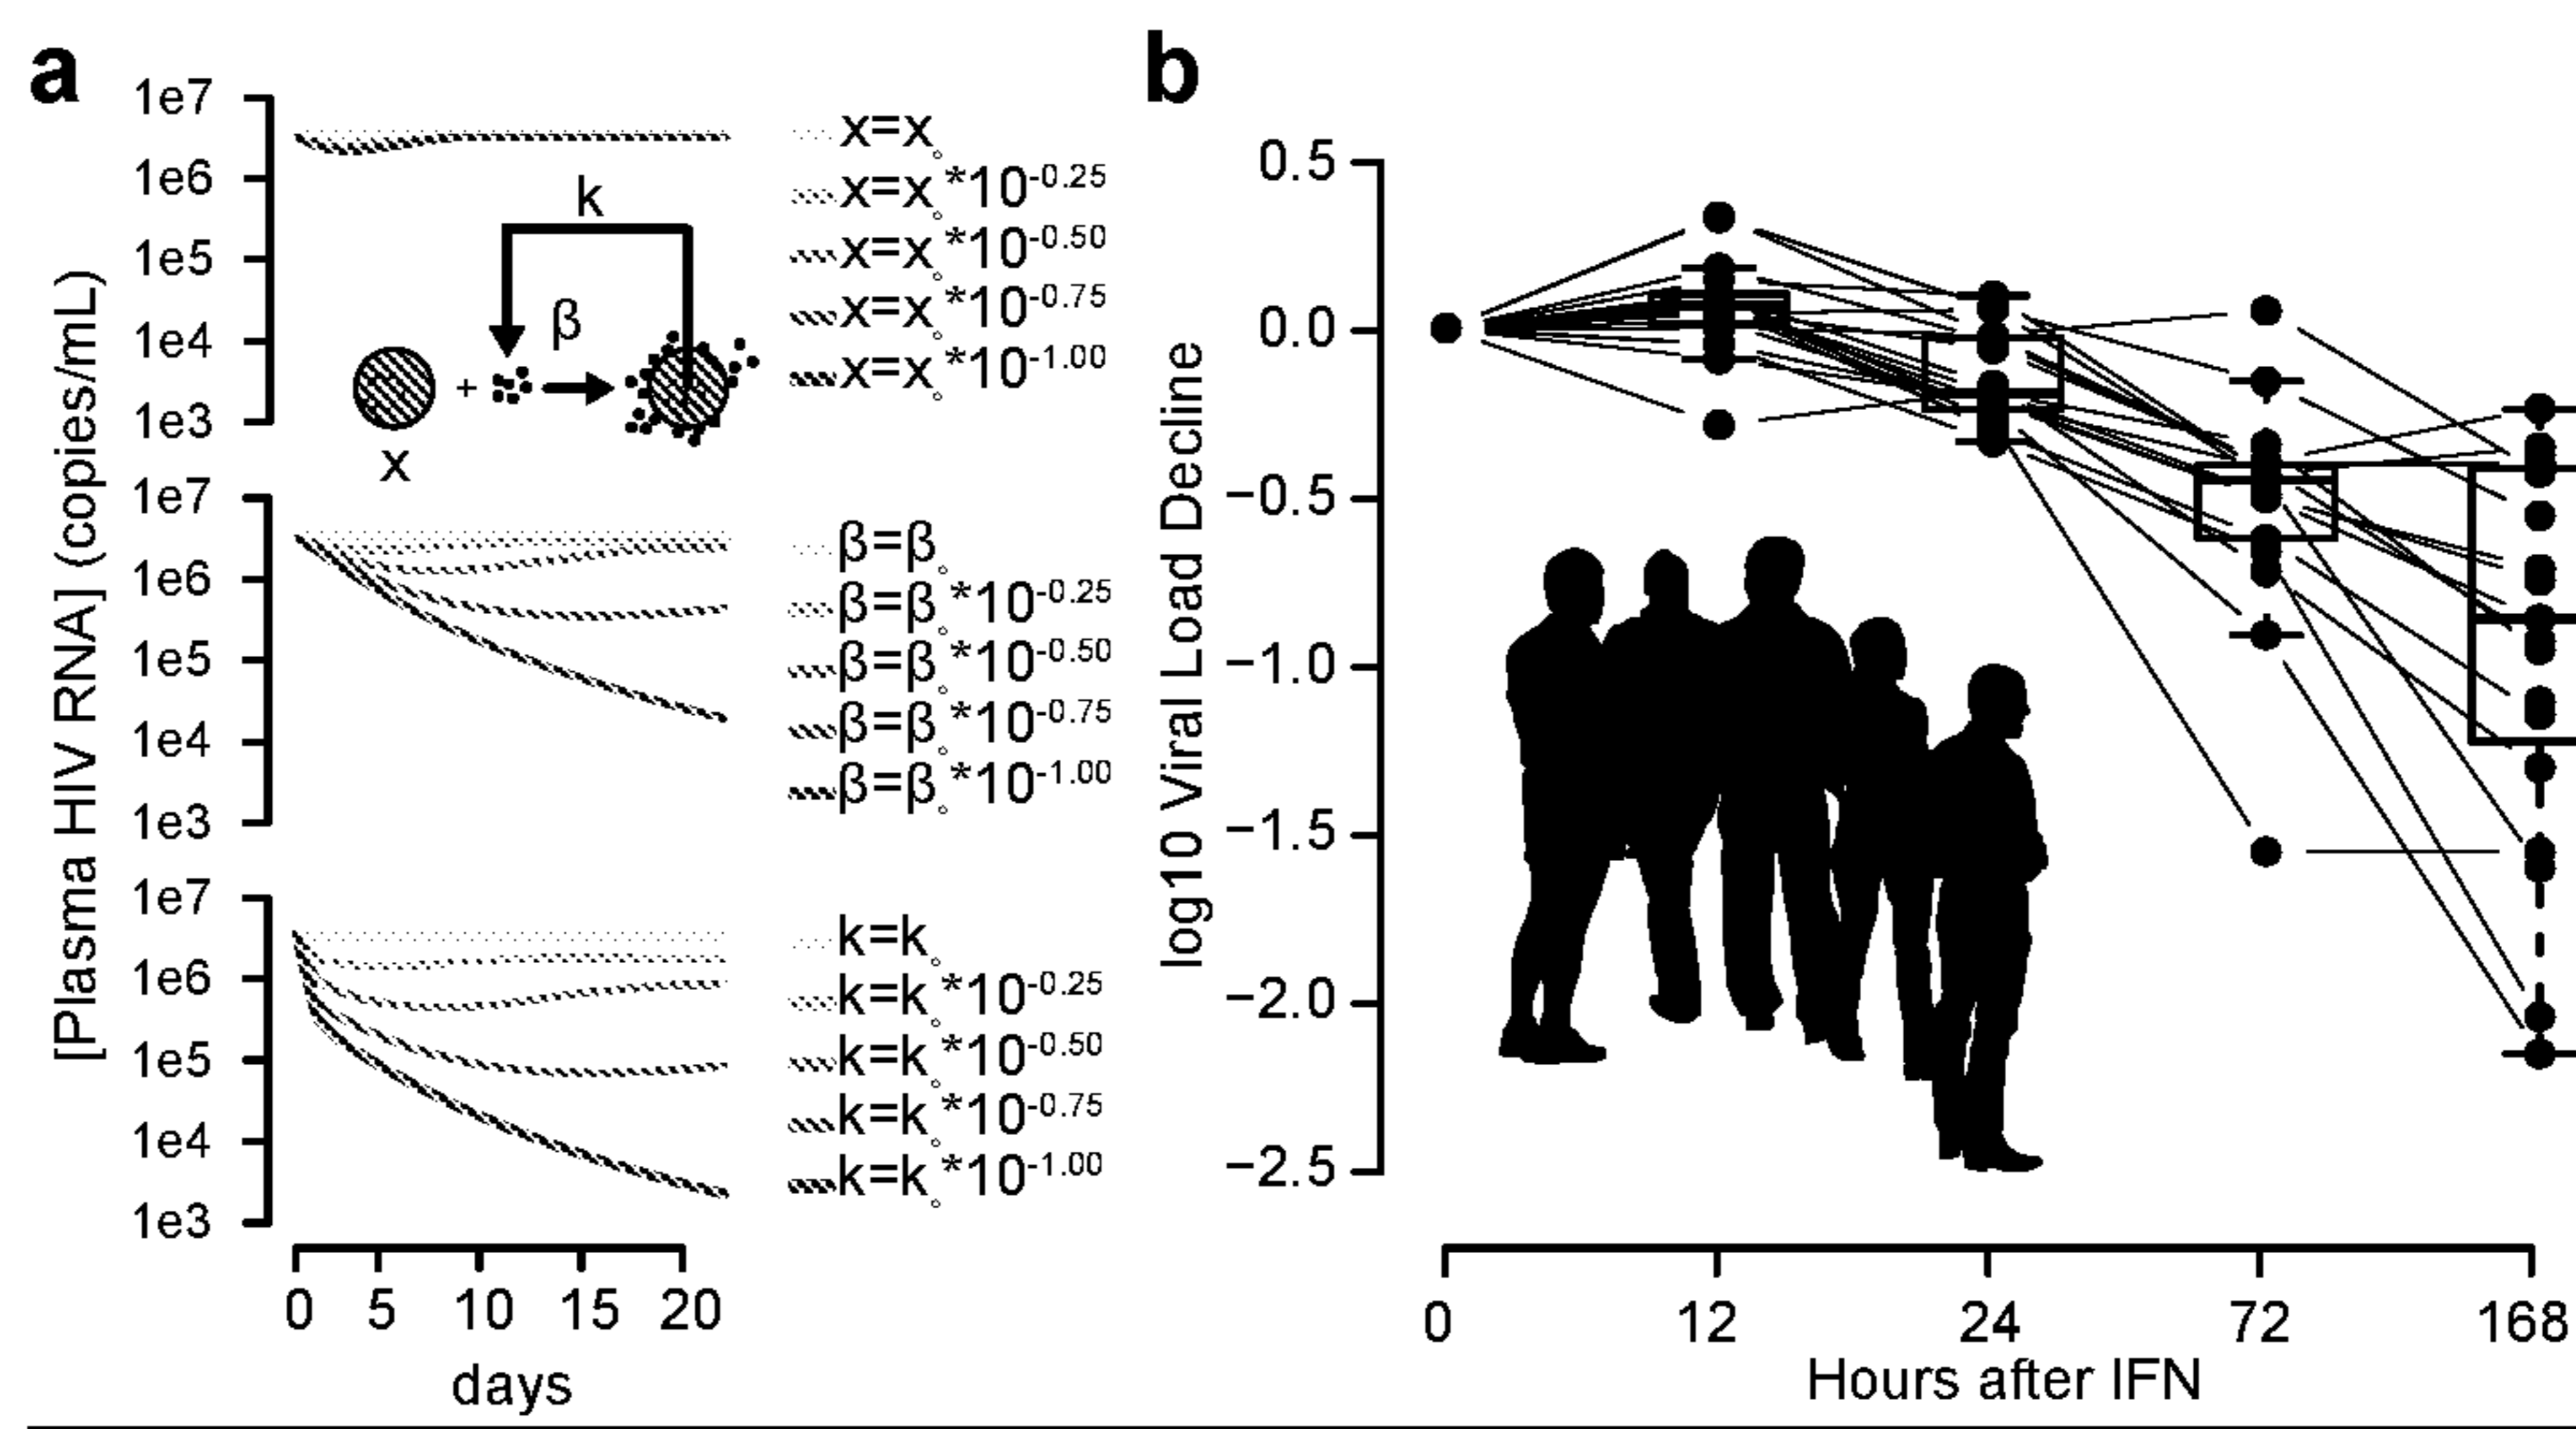 a
[Plasma HIV RNA] (copies/mL)
1e7
1e6
1e5
1e4
1e3
k
β
+
x
x=x°
x=x°*10^-0.25
x=x°*10^-0.50
x=x°*10^-0.75
x=x°*10^-1.00
1e7
1e6
1e5
1e4
1e3
β=β°
β=β°*10^-0.25
β=β°*10^-0.50
β=β°*10^-0.75
β=β°*10^-1.00
1e7
1e6
1e5
1e4
1e3
k=k°
k=k°*10^-0.25
k=k°*10^-0.50
k=k°*10^-0.75
k=k°*10^-1.00
0 5 10 15 20
days
b
log10 Viral Load Decline
0.5
0.0
−0.5
−1.0
−1.5
−2.0
−2.5
0 12 24 72 168
Hours after IFN